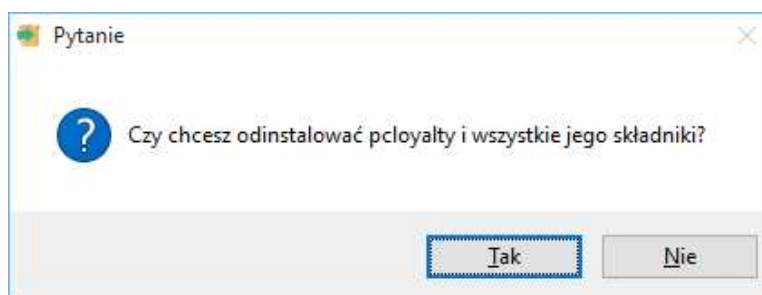 Pytanie
Czy chcesz odinstalować pcloyalty i wszystkie jego składniki?
Tak
Nie